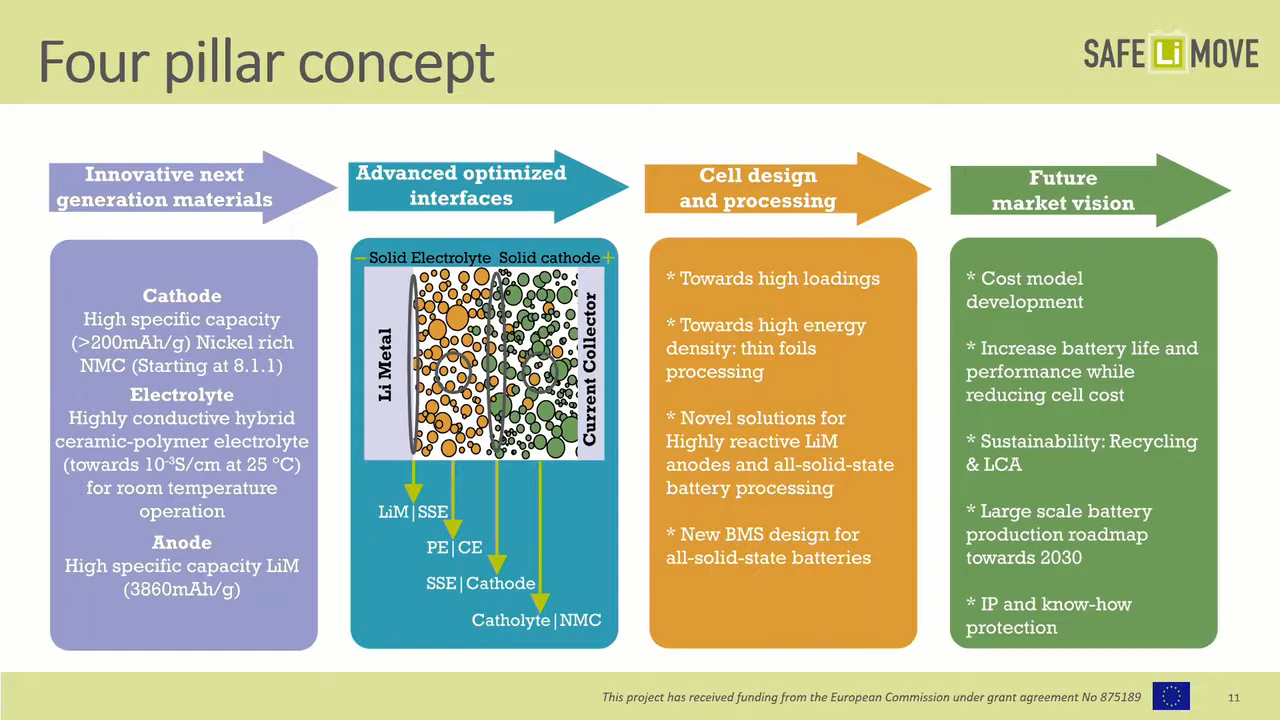 Four pillar concept
SAFE Li MOVE
Innovative next
generation materials
Advanced optimized
interfaces
Cell design
and processing
Future
market vision
Cathode
High specific capacity
(>200mAh/g) Nickel rich
NMC (Starting at 8.1.1)
Electrolyte
Highly conductive hybrid
ceramic-polymer electrolyte
(towards 10⁻³S/cm at 25 °C)
for room temperature
operation
Anode
High specific capacity LiM
(3860mAh/g)
− Solid Electrolyte Solid cathode +
Li Metal
Current Collector
LiM|SSE
PE|CE
SSE|Cathode
Catholyte|NMC
* Towards high loadings
* Towards high energy
density: thin foils
processing
* Novel solutions for
Highly reactive LiM
anodes and all-solid-state
battery processing
* New BMS design for
all-solid-state batteries
* Cost model
development
* Increase battery life and
performance while
reducing cell cost
* Sustainability: Recycling
& LCA
* Large scale battery
production roadmap
towards 2030
* IP and know-how
protection
This project has received funding from the European Commission under grant agreement No 875189
11